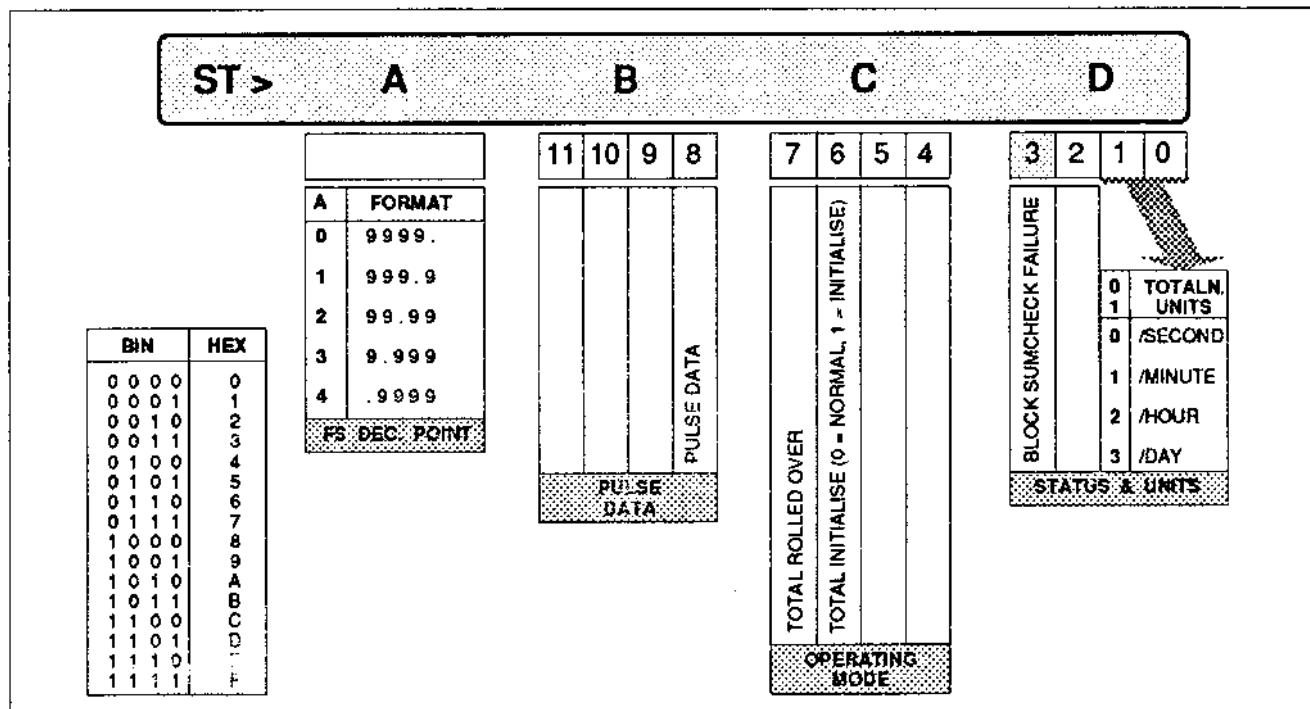 ST > A B C D
11 10 9 8
7 6 5 4
3 2 1 0
A FORMAT
0 9999.
1 999.9
2 99.99
3 9.999
4 .9999
FS DEC. POINT
PULSE DATA
PULSE
DATA
TOTAL ROLLED OVER
TOTAL INITIALISE (0 = NORMAL, 1 = INITIALISE)
OPERATING
MODE
BLOCK SUMCHECK FAILURE
0 TOTALN.
1 UNITS
0 /SECOND
1 /MINUTE
2 /HOUR
3 /DAY
STATUS & UNITS
BIN HEX
0 0 0 0 0
0 0 0 1 1
0 0 1 0 2
0 0 1 1 3
0 1 0 0 4
0 1 0 1 5
0 1 1 0 6
0 1 1 1 7
1 0 0 0 8
1 0 0 1 9
1 0 1 0 A
1 0 1 1 B
1 1 0 0 C
1 1 0 1 D
1 1 1 0
1 1 1 1 F